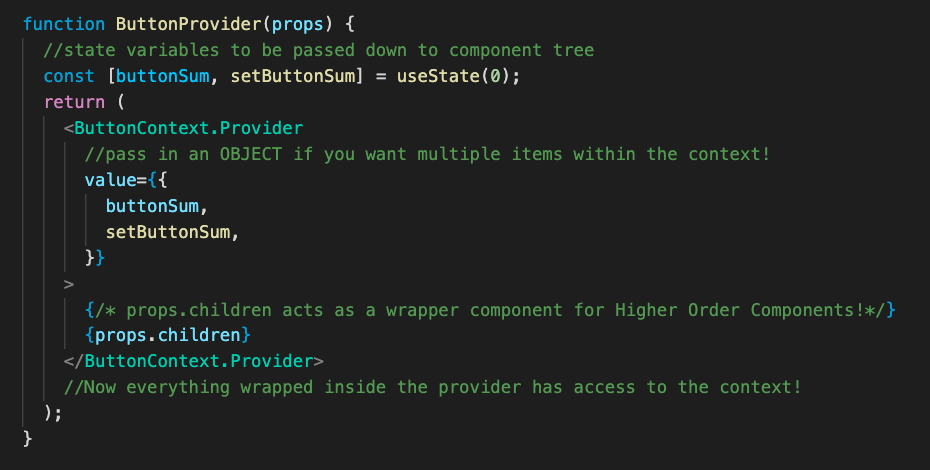 function ButtonProvider(props) {
//state variables to be passed down to component tree
const [buttonSum, setButtonSum] = useState(0);
return (
<ButtonContext.Provider
//pass in an OBJECT if you want multiple items within the context!
value={{
buttonSum,
setButtonSum,
}}
>
{/* props.children acts as a wrapper component for Higher Order Components!*/}
{props.children}
</ButtonContext.Provider>
//Now everything wrapped inside the provider has access to the context!
);
}